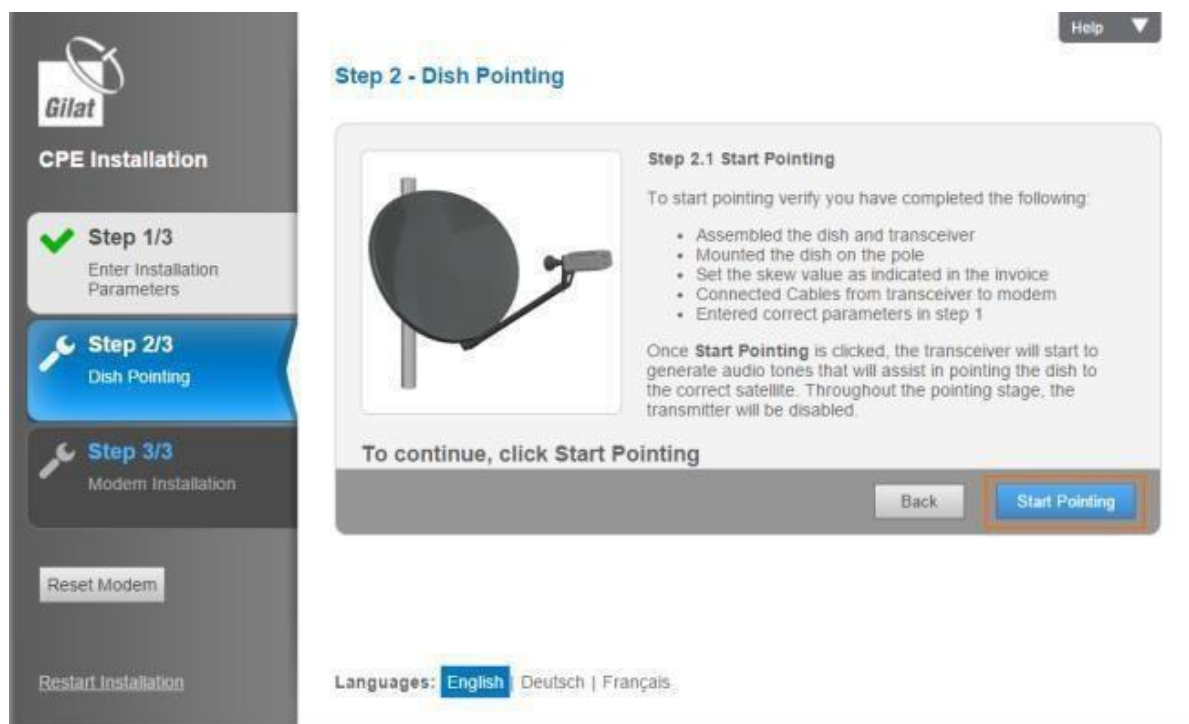 Help
Gilat
CPE Installation
Step 1/3
Enter Installation
Parameters
Step 2/3
Dish Pointing
Step 3/3
Modem Installation
Reset Modem
Restart Installation
Step 2 - Dish Pointing
Step 2.1 Start Pointing
To start pointing verify you have completed the following:
• Assembled the dish and transceiver
• Mounted the dish on the pole
• Set the skew value as indicated in the invoice
• Connected Cables from transceiver to modem
• Entered correct parameters in step 1
Once Start Pointing is clicked, the transceiver will start to
generate audio tones that will assist in pointing the dish to
the correct satellite. Throughout the pointing stage, the
transmitter will be disabled.
To continue, click Start Pointing
Back
Start Pointing
Languages: English | Deutsch | Français